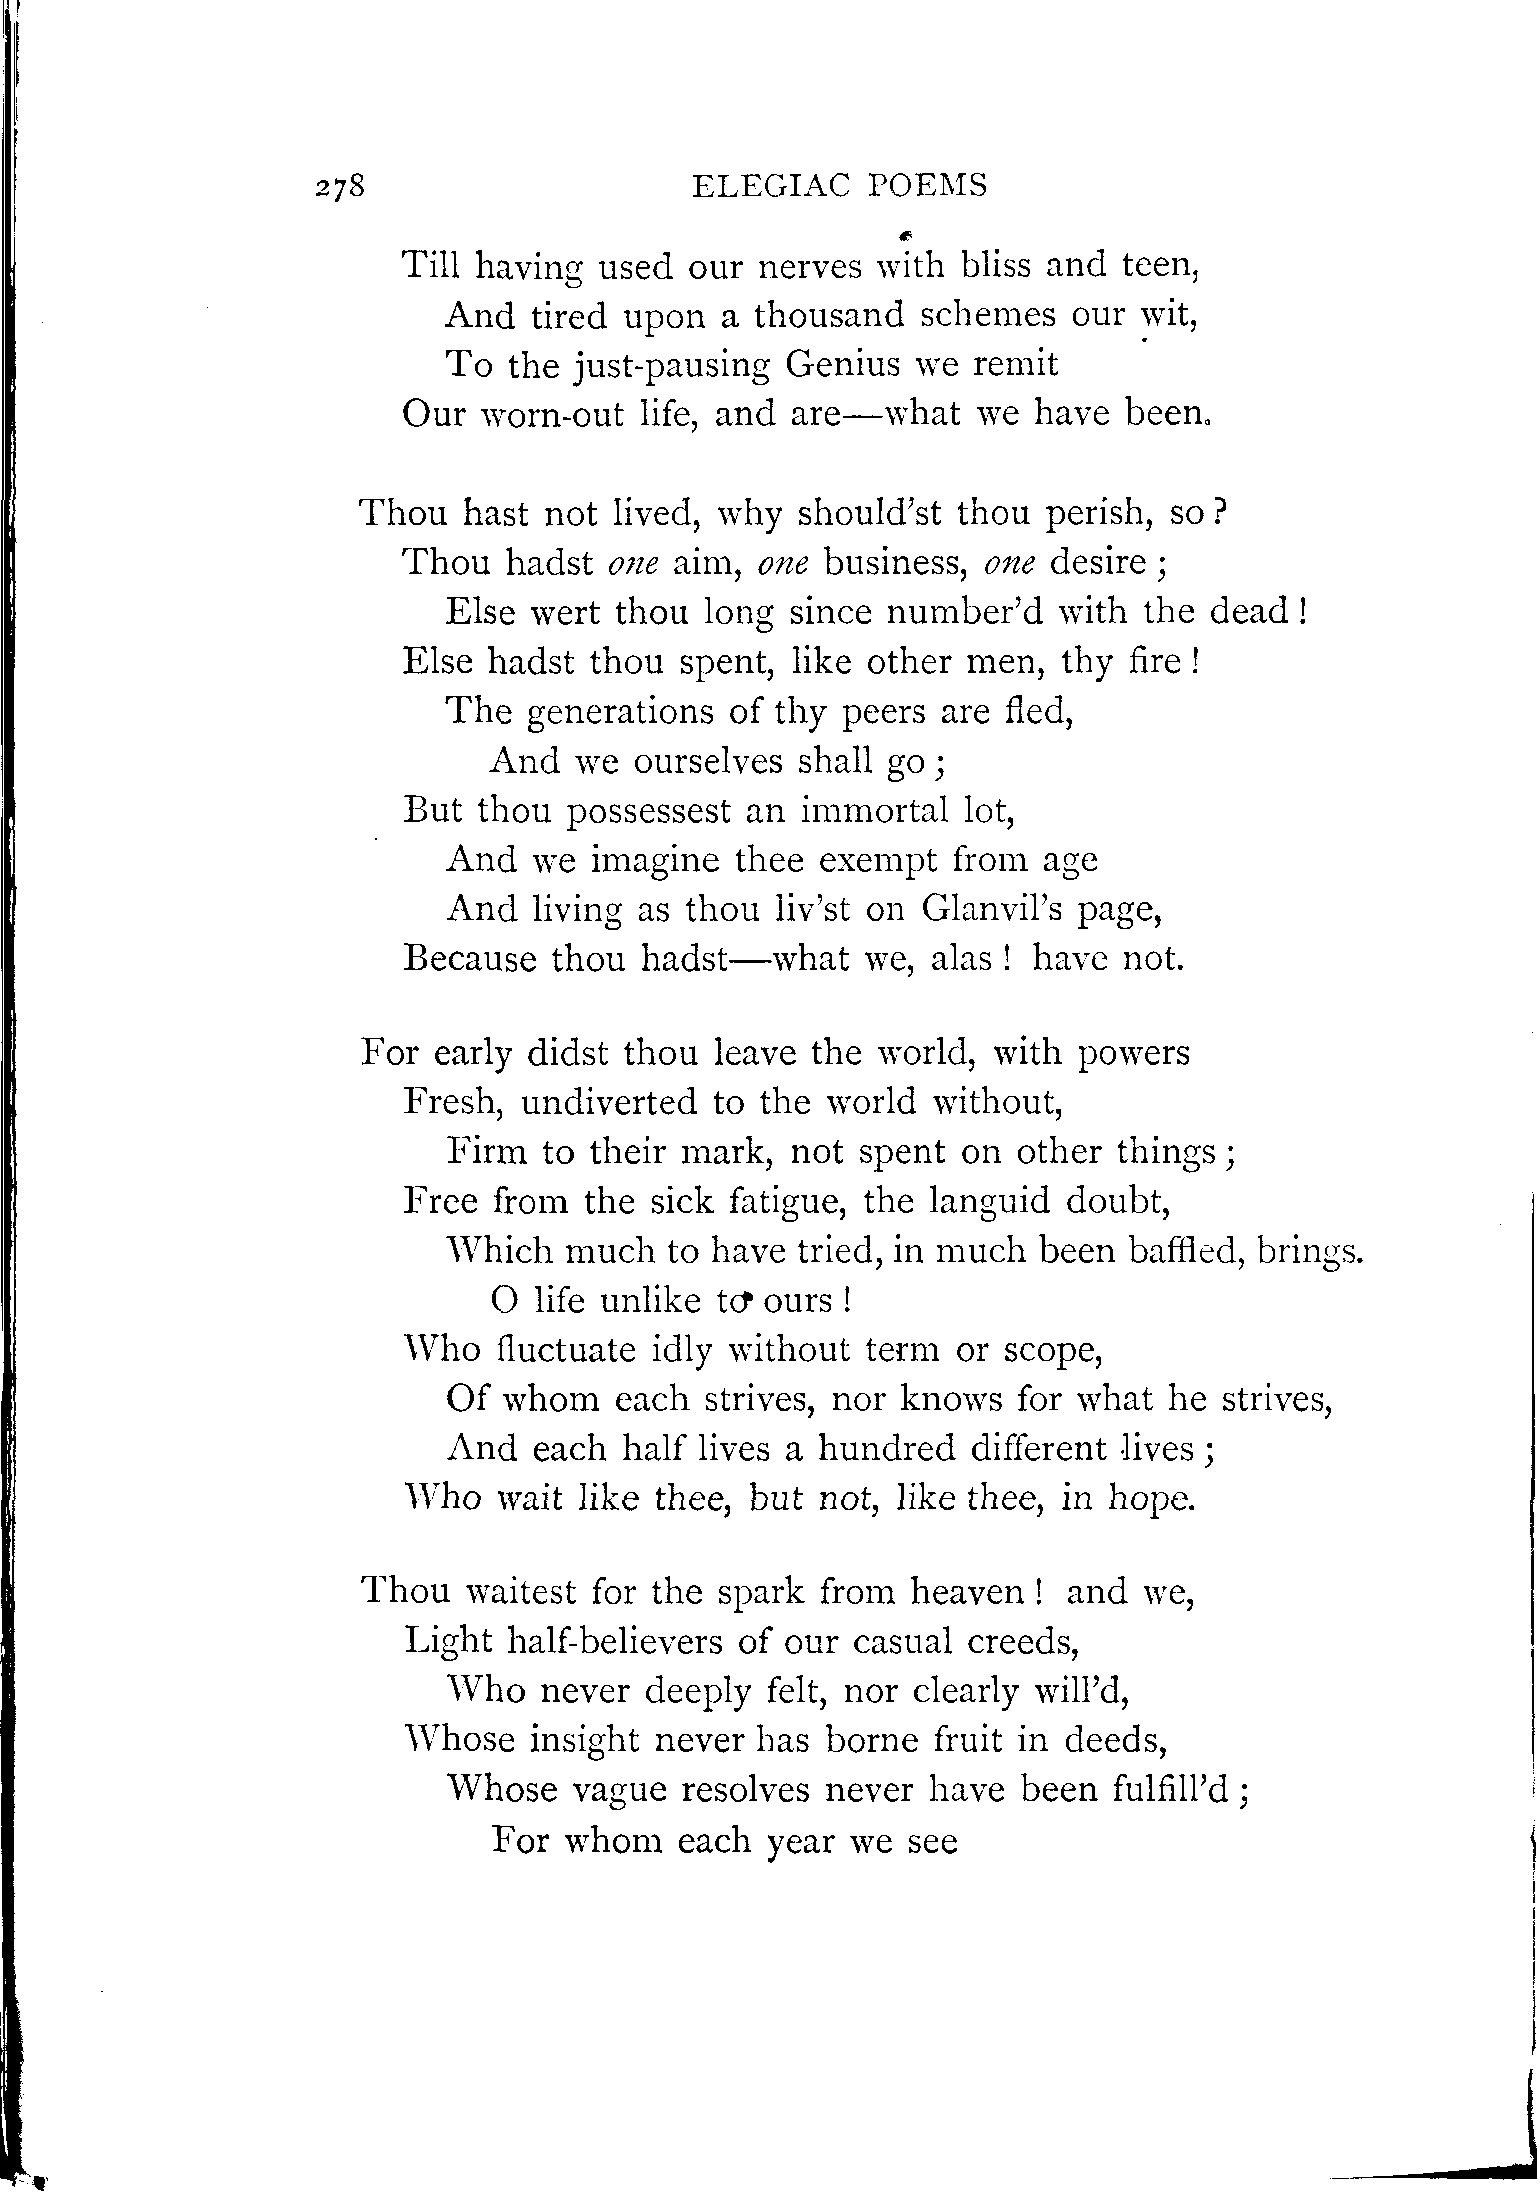 278 ELEGIAC POEMS
Till having used our nerves with bliss and teen,
And tired upon a thousand schemes our wit,
To the just-pausing Genius we remit
Our worn-out life, and are—what we have been.
Thou hast not lived, why should'st thou perish, so?
Thou hadst one aim, one business, one desire;
Else wert thou long since number'd with the dead!
Else hadst thou spent, like other men, thy fire!
The generations of thy peers are fled,
And we ourselves shall go;
But thou possessest an immortal lot,
And we imagine thee exempt from age
And living as thou liv'st on Glanvil's page,
Because thou hadst—what we, alas! have not.
For early didst thou leave the world, with powers
Fresh, undiverted to the world without,
Firm to their mark, not spent on other things;
Free from the sick fatigue, the languid doubt,
Which much to have tried, in much been baffled, brings.
O life unlike to ours!
Who fluctuate idly without term or scope,
Of whom each strives, nor knows for what he strives,
And each half lives a hundred different lives;
Who wait like thee, but not, like thee, in hope.
Thou waitest for the spark from heaven! and we,
Light half-believers of our casual creeds,
Who never deeply felt, nor clearly will'd,
Whose insight never has borne fruit in deeds,
Whose vague resolves never have been fulfill'd;
For whom each year we see